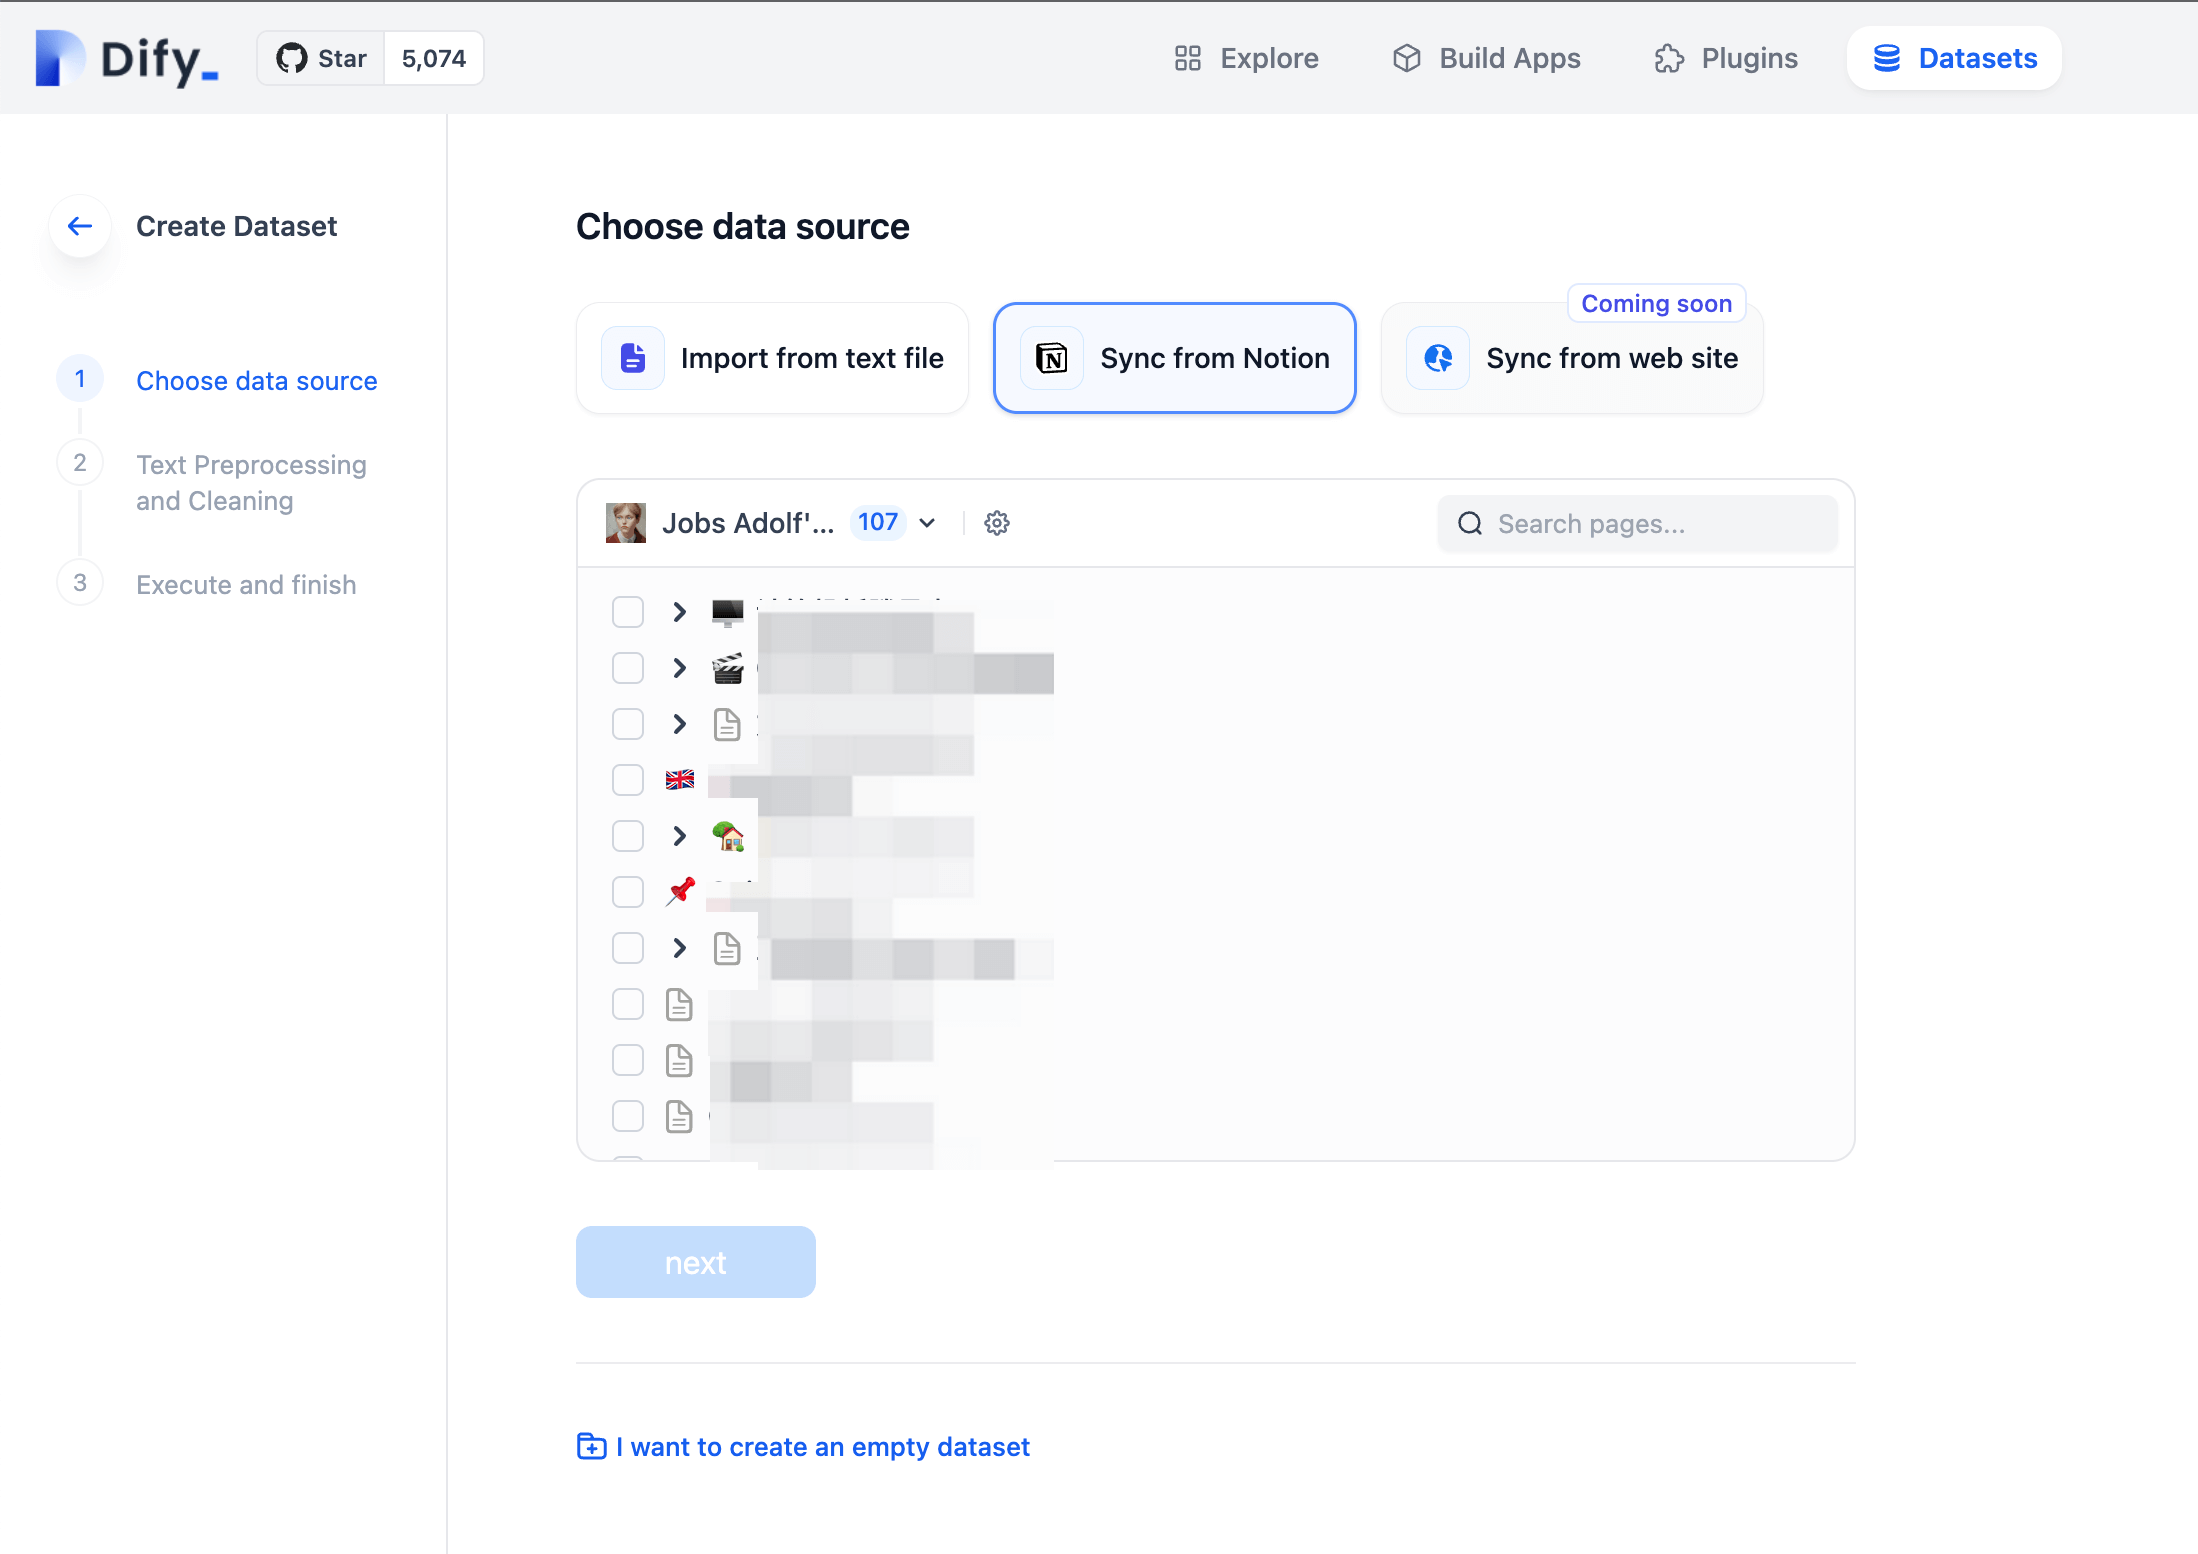 Dify_
Star 5,074
Explore
Build Apps
Plugins
Datasets
Create Dataset
1 Choose data source
2 Text Preprocessing
and Cleaning
3 Execute and finish
Choose data source
Import from text file
Sync from Notion
Coming soon
Sync from web site
Jobs Adolf'... 107
Search pages...
next
I want to create an empty dataset